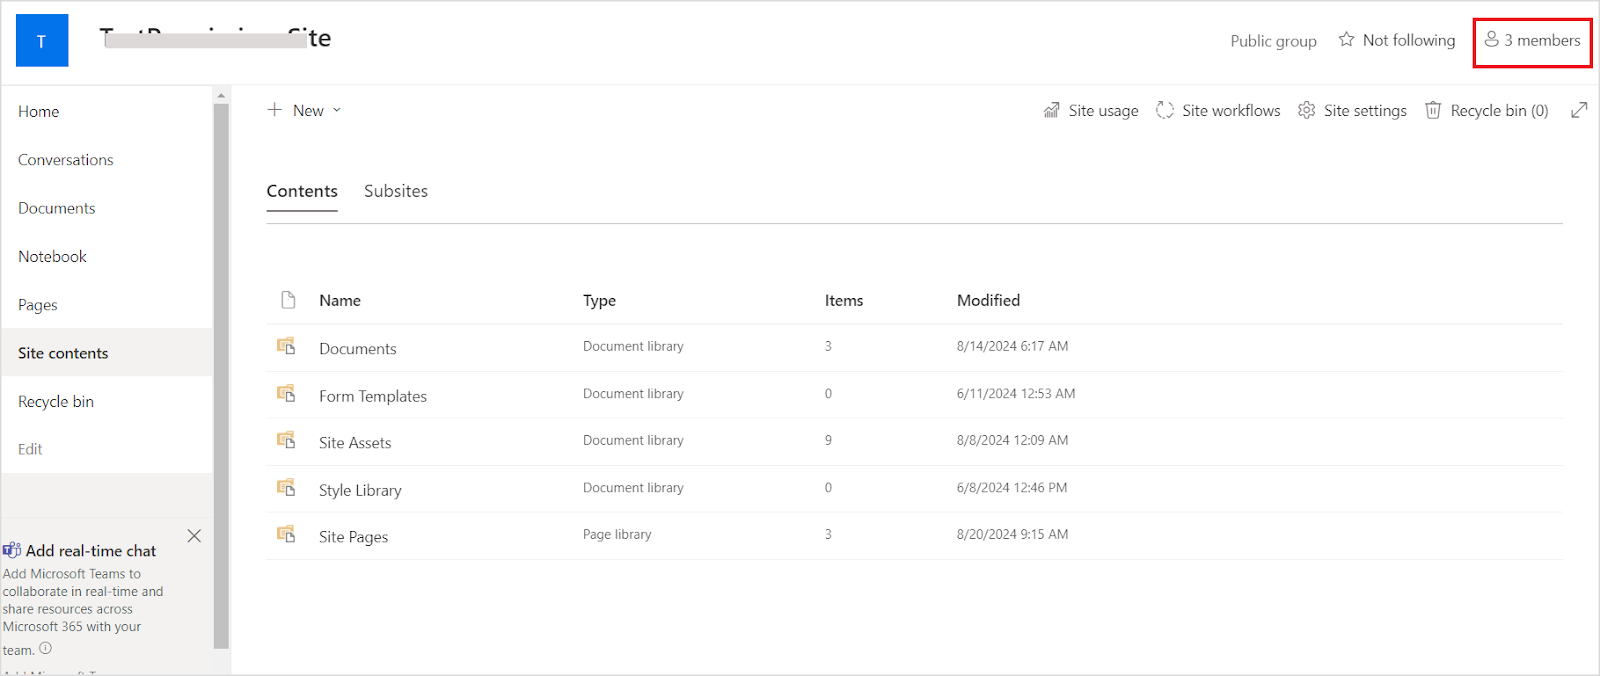 T
Public group
Not following
3 members
Home
Conversations
Documents
Notebook
Pages
Site contents
Recycle bin
Edit
Add real-time chat
Add Microsoft Teams to
collaborate in real-time and
share resources across
Microsoft 365 with your
team.
New
Site usage
Site workflows
Site settings
Recycle bin (0)
Contents
Subsites
Name Type Items Modified
Documents Document library 3 8/14/2024 6:17 AM
Form Templates Document library 0 6/11/2024 12:53 AM
Site Assets Document library 9 8/8/2024 12:09 AM
Style Library Document library 0 6/8/2024 12:46 PM
Site Pages Page library 3 8/20/2024 9:15 AM